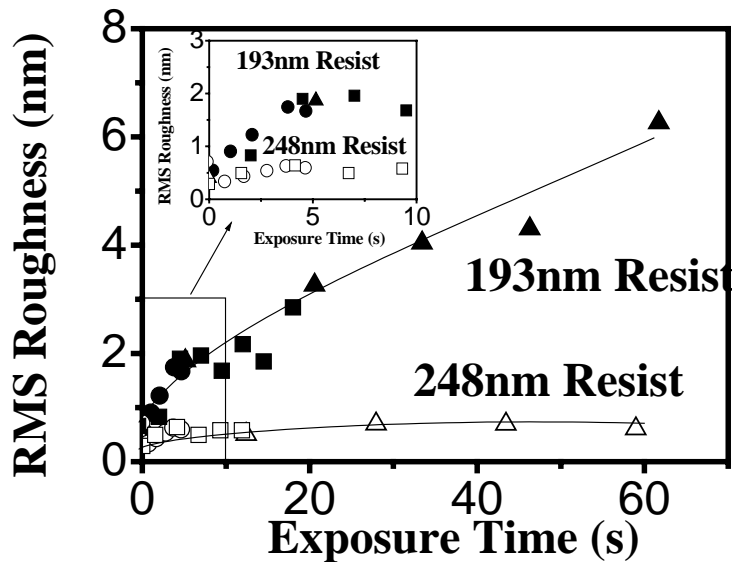 RMS Roughness (nm)
8
6
4
2
0
0 20 40 60
Exposure Time (s)
193nm Resist
248nm Resist
RMS Roughness (nm)
3
2
1
0
0 5 10
Exposure Time (s)
193nm Resist
248nm Resist